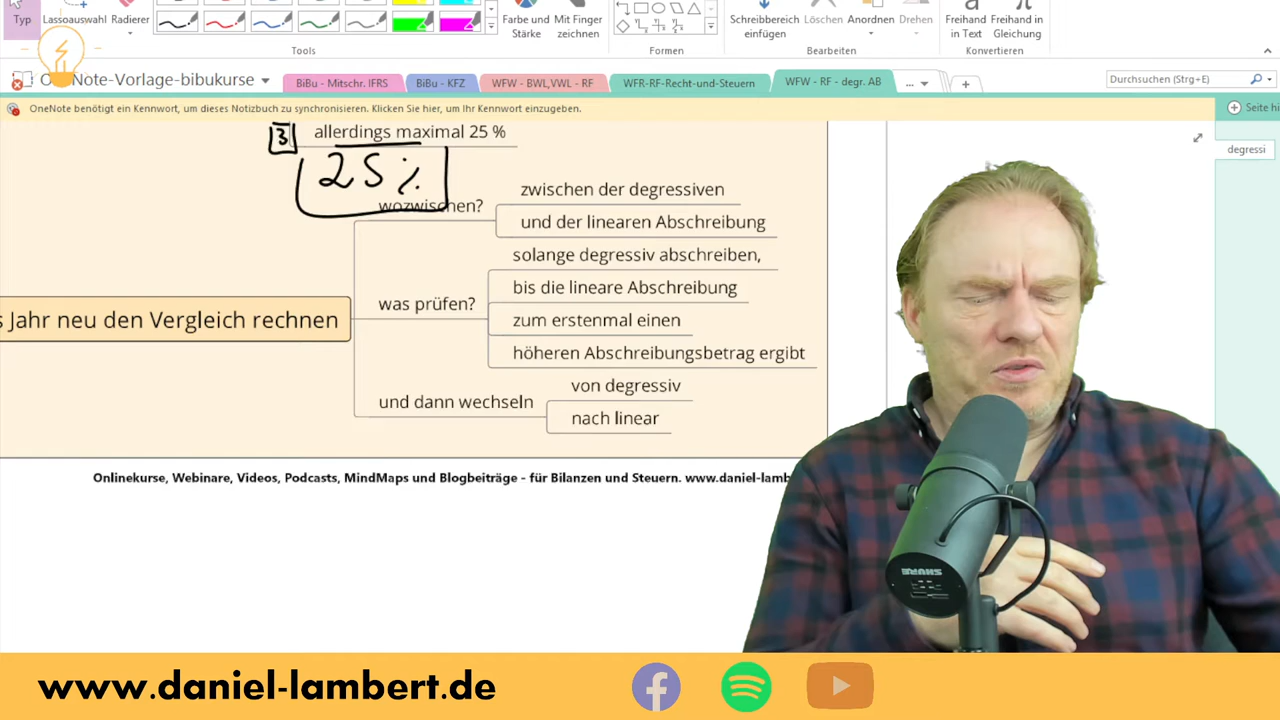 Typ
Lassoauswahl
Radierer
Farbe und Stärke
Mit Finger zeichnen
Schreibbereich einfügen
Löschen
Anordnen
Drehen
Freihand in Text
Freihand in Gleichung
Tools
Formen
Bearbeiten
Konvertieren
Note-Vorlage-bibukurse
BiBu - Mitschr. IFRS
BiBu - KFZ
WFW - BWL,VWL - RF
WFR-RF-Recht-und-Steuern
WFW - RF - degr. AB
...
Durchsuchen (Strg+E)
OneNote benötigt ein Kennwort, um dieses Notizbuch zu synchronisieren. Klicken Sie hier, um Ihr Kennwort einzugeben.
Seite hi
degressi
3 allerdings maximal 25 %
25 %
wozwischen?
zwischen der degressiven
und der linearen Abschreibung
solange degressiv abschreiben,
was prüfen?
bis die lineare Abschreibung
zum erstenmal einen
höheren Abschreibungsbetrag ergibt
s Jahr neu den Vergleich rechnen
und dann wechseln
von degressiv
nach linear
Onlinekurse, Webinare, Videos, Podcasts, MindMaps und Blogbeiträge - für Bilanzen und Steuern. www.daniel-lamb
SHURE
www.daniel-lambert.de